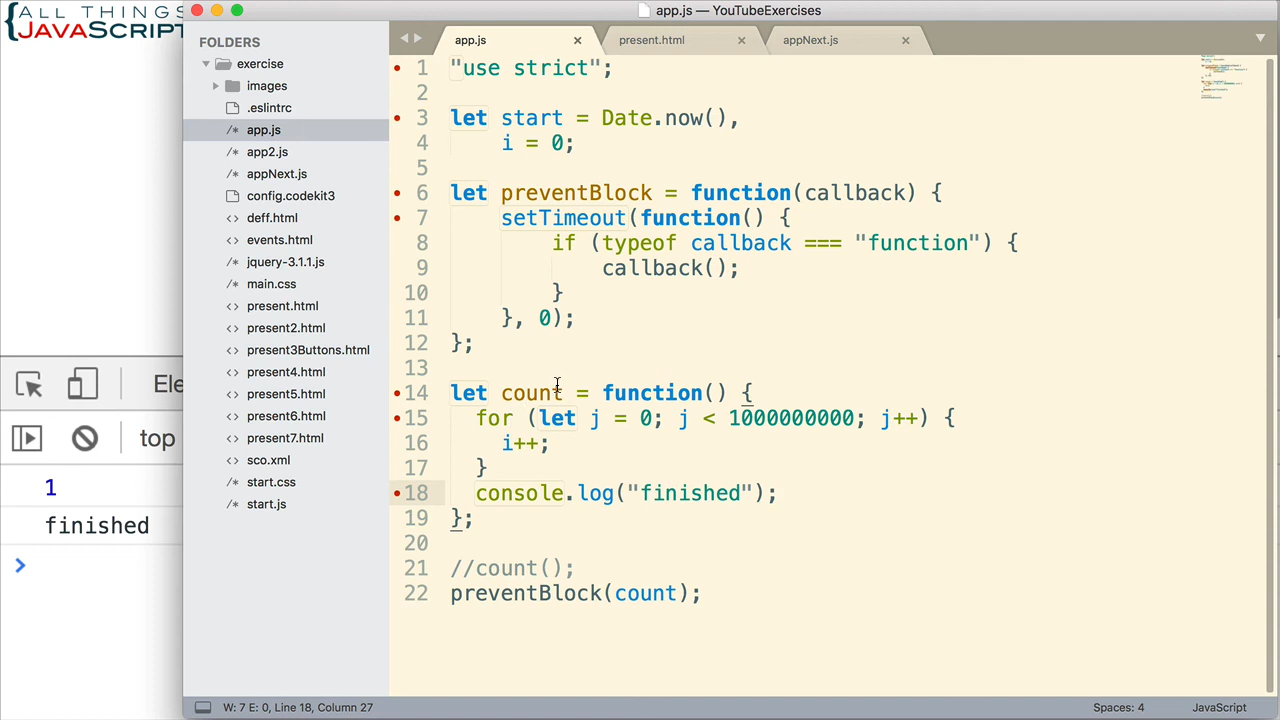 {ALL THINGS
JAVASCRIPT
app.js — YouTubeExercises
FOLDERS
exercise
images
.eslintrc
/* app.js
/* app2.js
/* appNext.js
config.codekit3
<> deff.html
<> events.html
<> jquery-3.1.1.js
/* main.css
<> present.html
<> present2.html
<> present3Buttons.html
<> present4.html
<> present5.html
<> present6.html
<> present7.html
<> sco.xml
/* start.css
/* start.js
app.js × present.html × appNext.js ×
1 "use strict";
2
3 let start = Date.now(),
4 i = 0;
5
6 let preventBlock = function(callback) {
7 setTimeout(function() {
8 if (typeof callback === "function") {
9 callback();
10 }
11 }, 0);
12 };
13
14 let count = function() {
15 for (let j = 0; j < 1000000000; j++) {
16 i++;
17 }
18 console.log("finished");
19 };
20
21 //count();
22 preventBlock(count);
Ele
top
1
finished
>
W: 7 E: 0, Line 18, Column 27
Spaces: 4
JavaScript